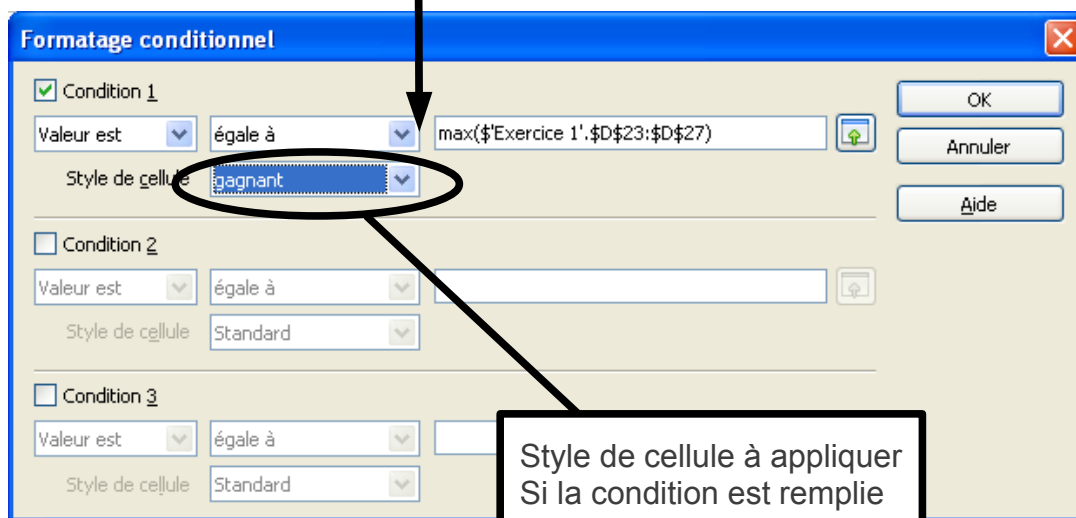 Formatage conditionnel
Condition 1
OK
Valeur est égale à max($'Exercice 1'.$D$23:$D$27)
Annuler
Style de cellule gagnant
Aide
Condition 2
Valeur est égale à
Style de cellule Standard
Condition 3
Valeur est égale à
Style de cellule Standard
Style de cellule à appliquer
Si la condition est remplie